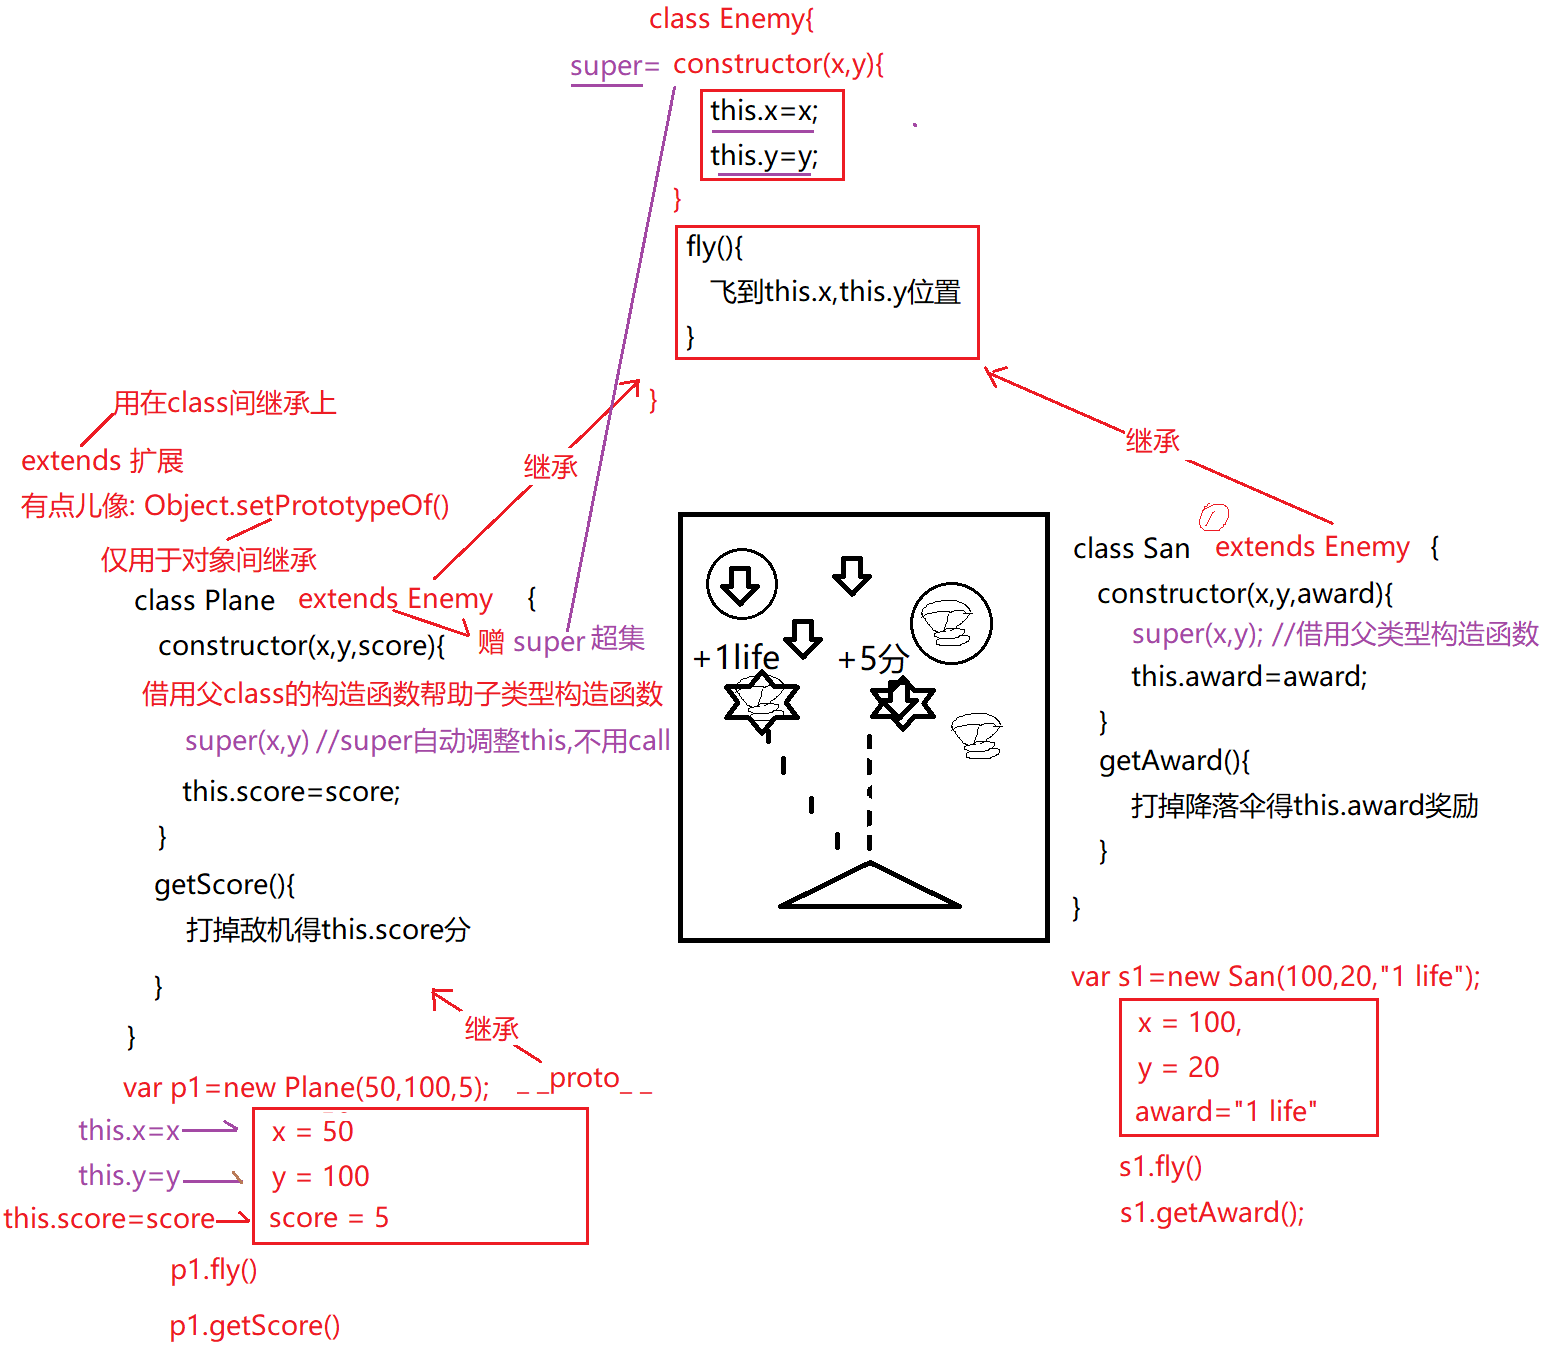 class Enemy{
super= constructor(x,y){
this.x=x;
this.y=y;
}
fly(){
飞到this.x,this.y位置
}
}
用在class间继承上
extends 扩展
有点儿像: Object.setPrototypeOf()
仅用于对象间继承
继承
class Plane extends Enemy {
constructor(x,y,score){ 赠 super 超集
借用父class的构造函数帮助子类型构造函数
super(x,y) //super自动调整this,不用call
this.score=score;
}
getScore(){
打掉敌机得this.score分
}
}
继承
var p1=new Plane(50,100,5); _ _proto_ _
this.x=x x = 50
this.y=y y = 100
this.score=score score = 5
p1.fly()
p1.getScore()
+1life +5分
继承
1
class San extends Enemy {
constructor(x,y,award){
super(x,y); //借用父类型构造函数
this.award=award;
}
getAward(){
打掉降落伞得this.award奖励
}
}
var s1=new San(100,20,"1 life");
x = 100,
y = 20
award="1 life"
s1.fly()
s1.getAward();